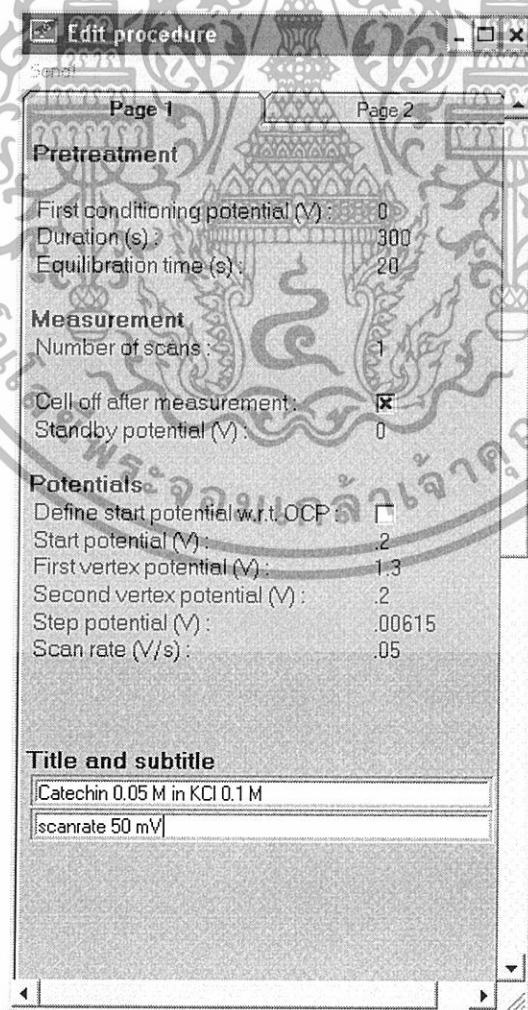 Edit procedure
Send!
Page 1 Page 2
Pretreatment
First conditioning potential (V) : 0
Duration (s) : 300
Equilibration time (s) : 20
Measurement
Number of scans : 1
Cell off after measurement :
Standby potential (V) : 0
Potentials
Define start potential w.r.t. OCP :
Start potential (V) : .2
First vertex potential (V) : 1.3
Second vertex potential (V) : .2
Step potential (V) : .00615
Scan rate (V/s) : .05
Title and subtitle
Catechin 0.05 M in KCl 0.1 M
scanrate 50 mV